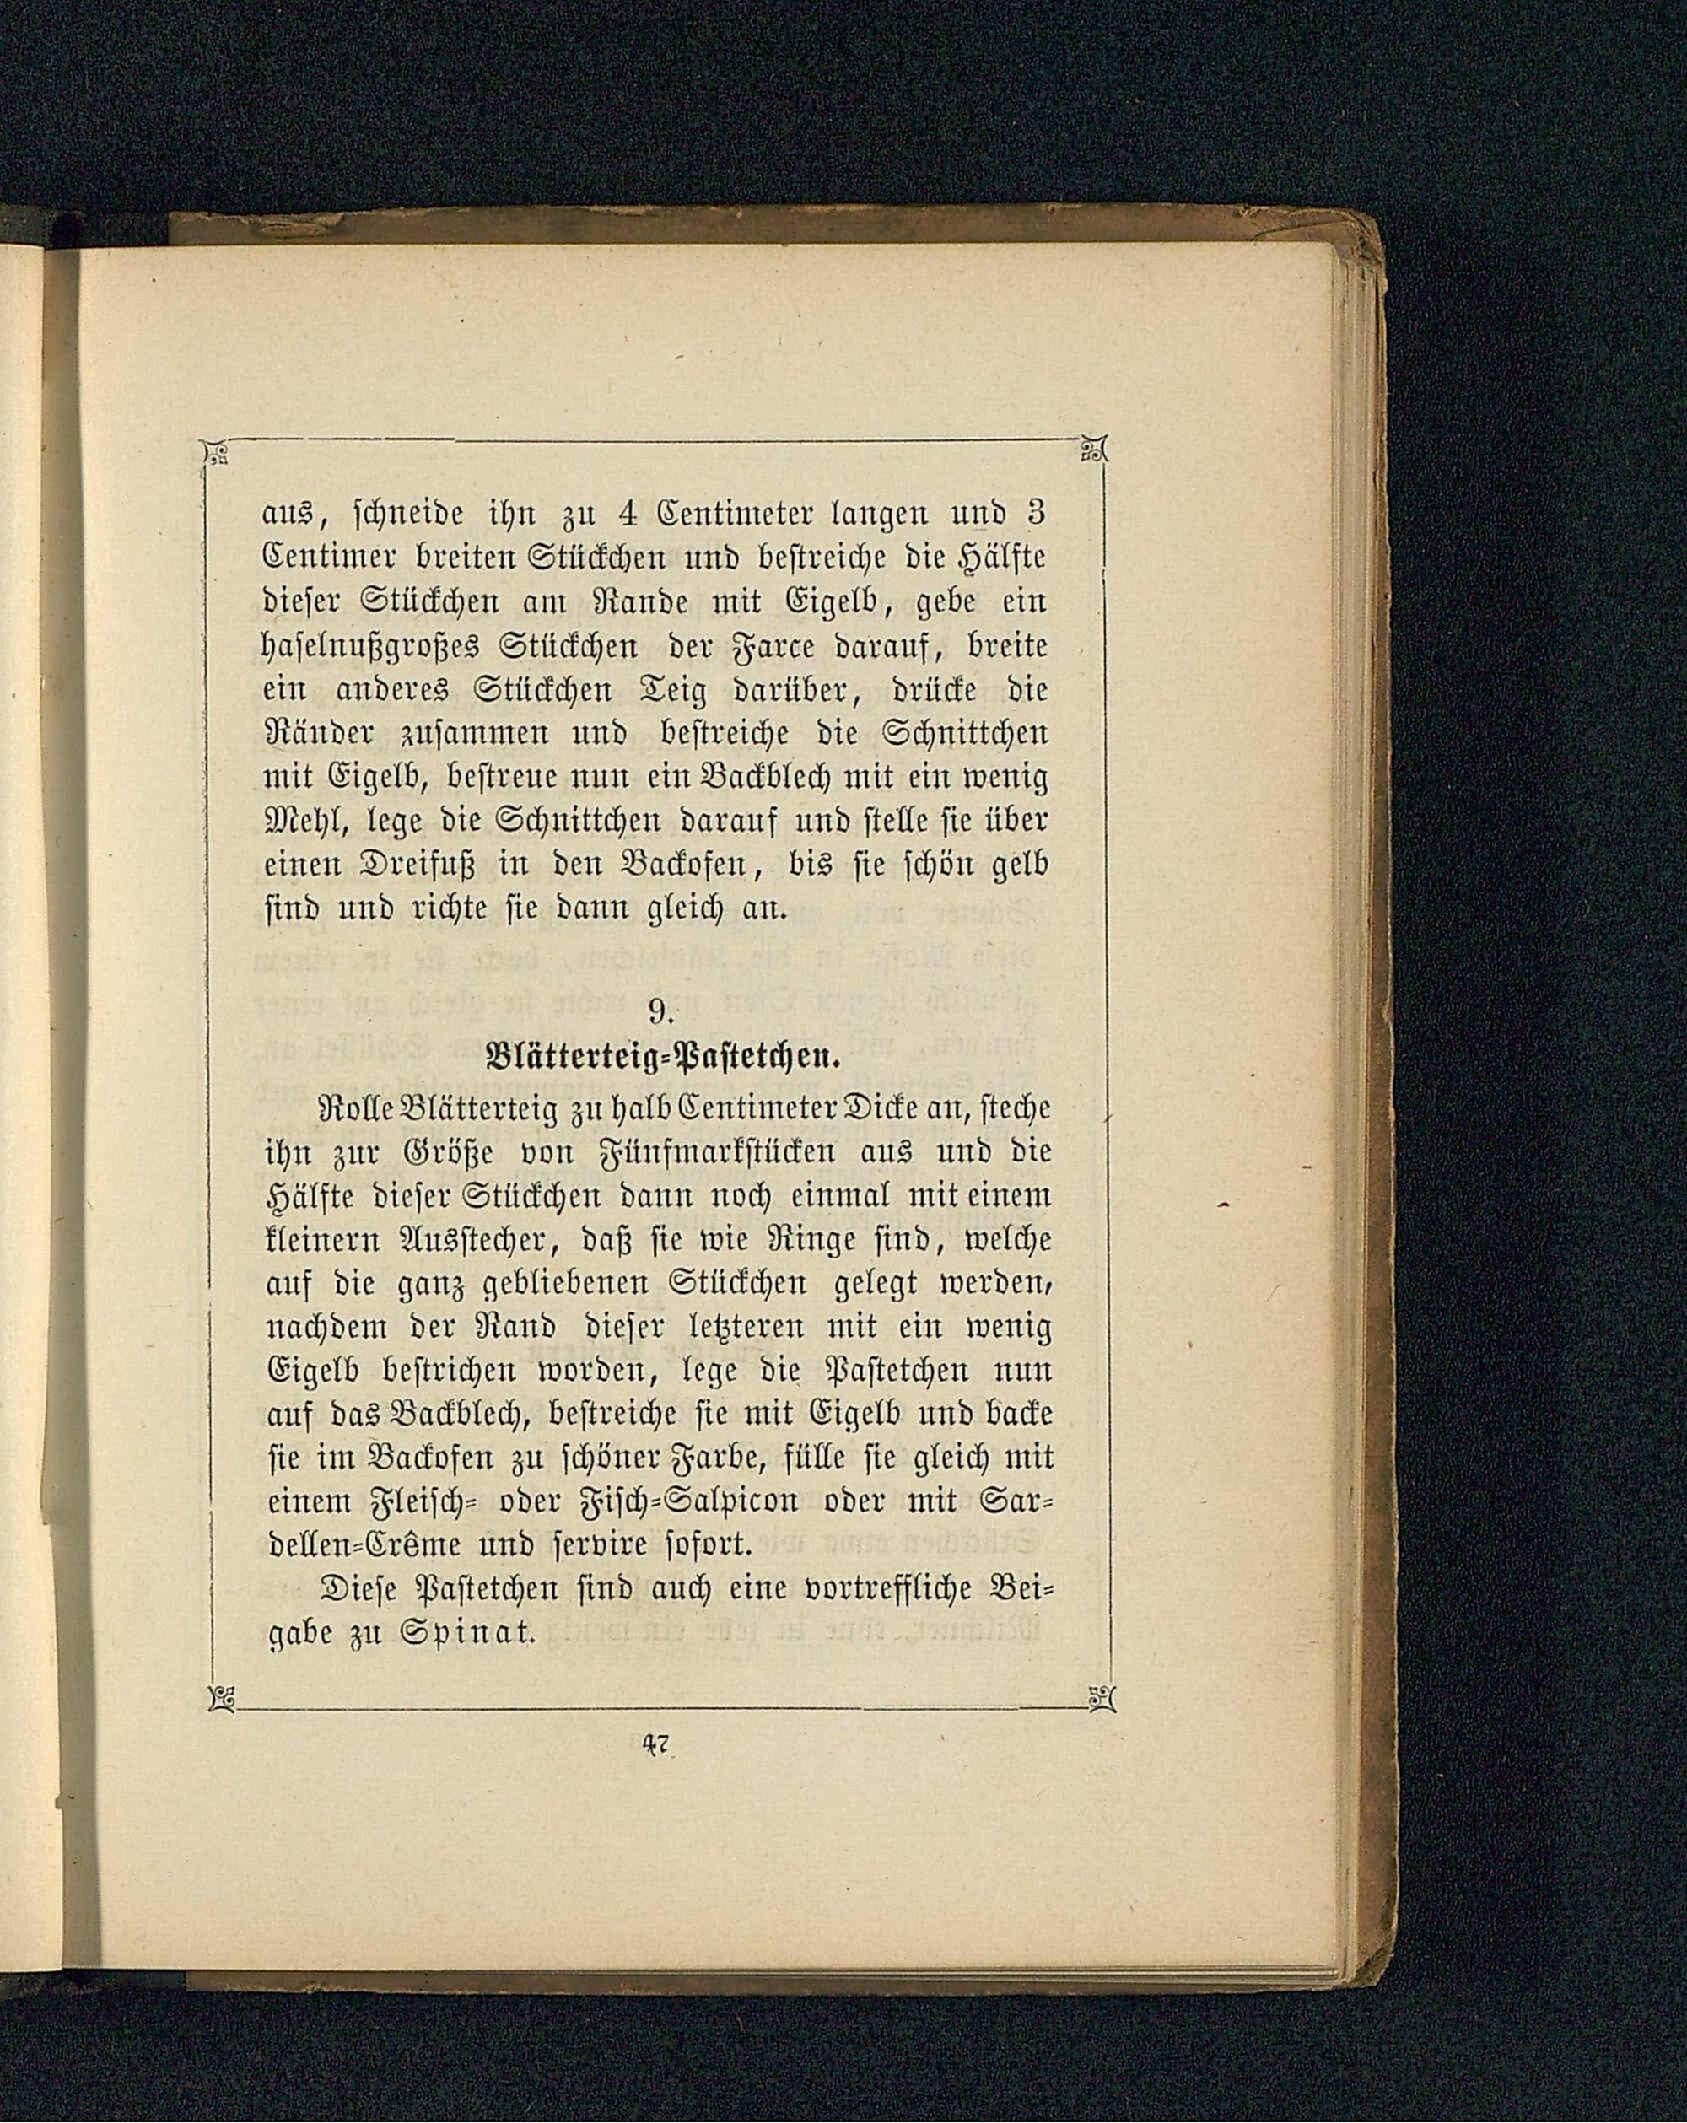 aus, schneide ihn zu 4 Centimeter langen und 3
Centimer breiten Stückchen und bestreiche die Hälfte
dieser Stückchen am Rande mit Eigelb, gebe ein
haselnußgroßes Stückchen der Farce darauf, breite
ein anderes Stückchen Teig darüber, drücke die
Ränder zusammen und bestreiche die Schnittchen
mit Eigelb, bestreue nun ein Backblech mit ein wenig
Mehl, lege die Schnittchen darauf und stelle sie über
einen Dreifuß in den Backofen, bis sie schön gelb
sind und richte sie dann gleich an.
9.
Blätterteig-Pastetchen.
Rolle Blätterteig zu halb Centimeter Dicke an, steche
ihn zur Größe von Fünfmarkstücken aus und die
Hälfte dieser Stückchen dann noch einmal mit einem
kleinern Ausstecher, daß sie wie Ringe sind, welche
auf die ganz gebliebenen Stückchen gelegt werden,
nachdem der Rand dieser letzteren mit ein wenig
Eigelb bestrichen worden, lege die Pastetchen nun
auf das Backblech, bestreiche sie mit Eigelb und backe
sie im Backofen zu schöner Farbe, fülle sie gleich mit
einem Fleisch- oder Fisch-Salpicon oder mit Sar-
dellen-Crême und servire sofort.
Diese Pastetchen sind auch eine vortreffliche Bei-
gabe zu Spinat.
47